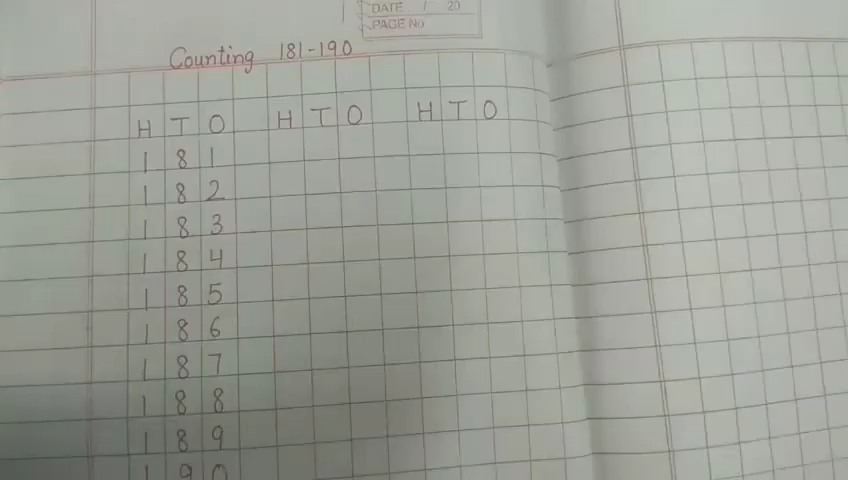 DATE / 20
PAGE No
Counting 181-190
H T O H T O H T O
1 8 1
1 8 2
1 8 3
1 8 4
1 8 5
1 8 6
1 8 7
1 8 8
1 8 9
1 9 0